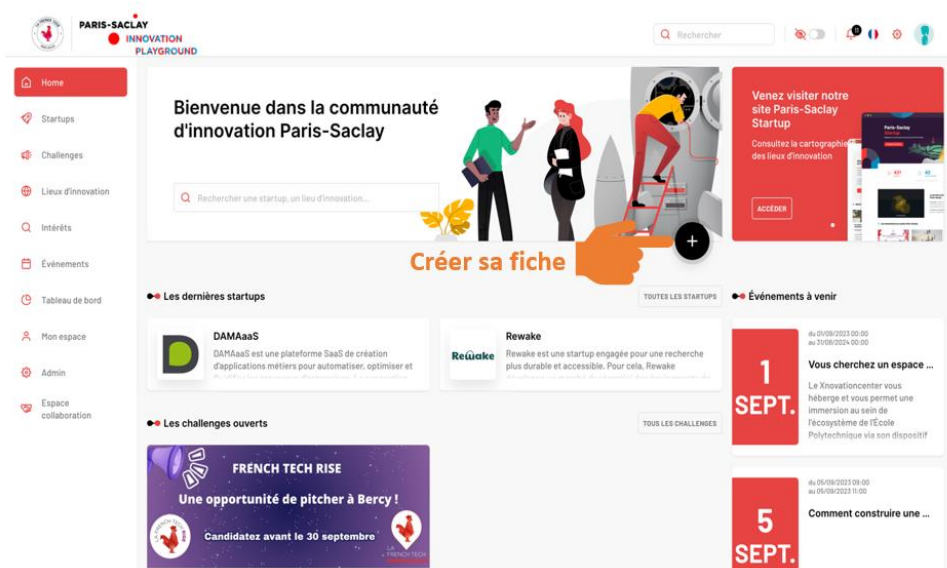 PARIS-SACLAY
INNOVATION
PLAYGROUND
Rechercher
Home
Startups
Challenges
Lieux d'innovation
Intérêts
Événements
Tableau de bord
Mon espace
Admin
Espace
collaboration
Bienvenue dans la communauté
d'innovation Paris-Saclay
Rechercher une startup, un lieu d'innovation...
Créer sa fiche
Venez visiter notre
site Paris-Saclay
Startup
Consultez la cartographie
des lieux d'innovation
ACCÉDER
Les dernières startups
TOUTES LES STARTUPS
DAMAaaS
DAMAaaS est une plateforme SaaS de création
d'applications métiers pour automatiser, optimiser et
Rewake
Rewake
Rewake est une startup engagée pour une recherche
plus durable et accessible. Pour cela, Rewake
Les challenges ouverts
TOUS LES CHALLENGES
FRENCH TECH RISE
Une opportunité de pitcher à Bercy !
Candidatez avant le 30 septembre
LA
FRENCH TECH
Événements à venir
1
SEPT.
du 01/09/2023 00:00
au 31/08/2024 00:00
Vous cherchez un espace ...
Le Xnovationcenter vous
héberge et vous permet une
immersion au sein de
l'écosystème de l'École
Polytechnique via son dispositif
5
SEPT.
du 05/09/2023 09:00
au 05/09/2023 11:00
Comment construire une ...